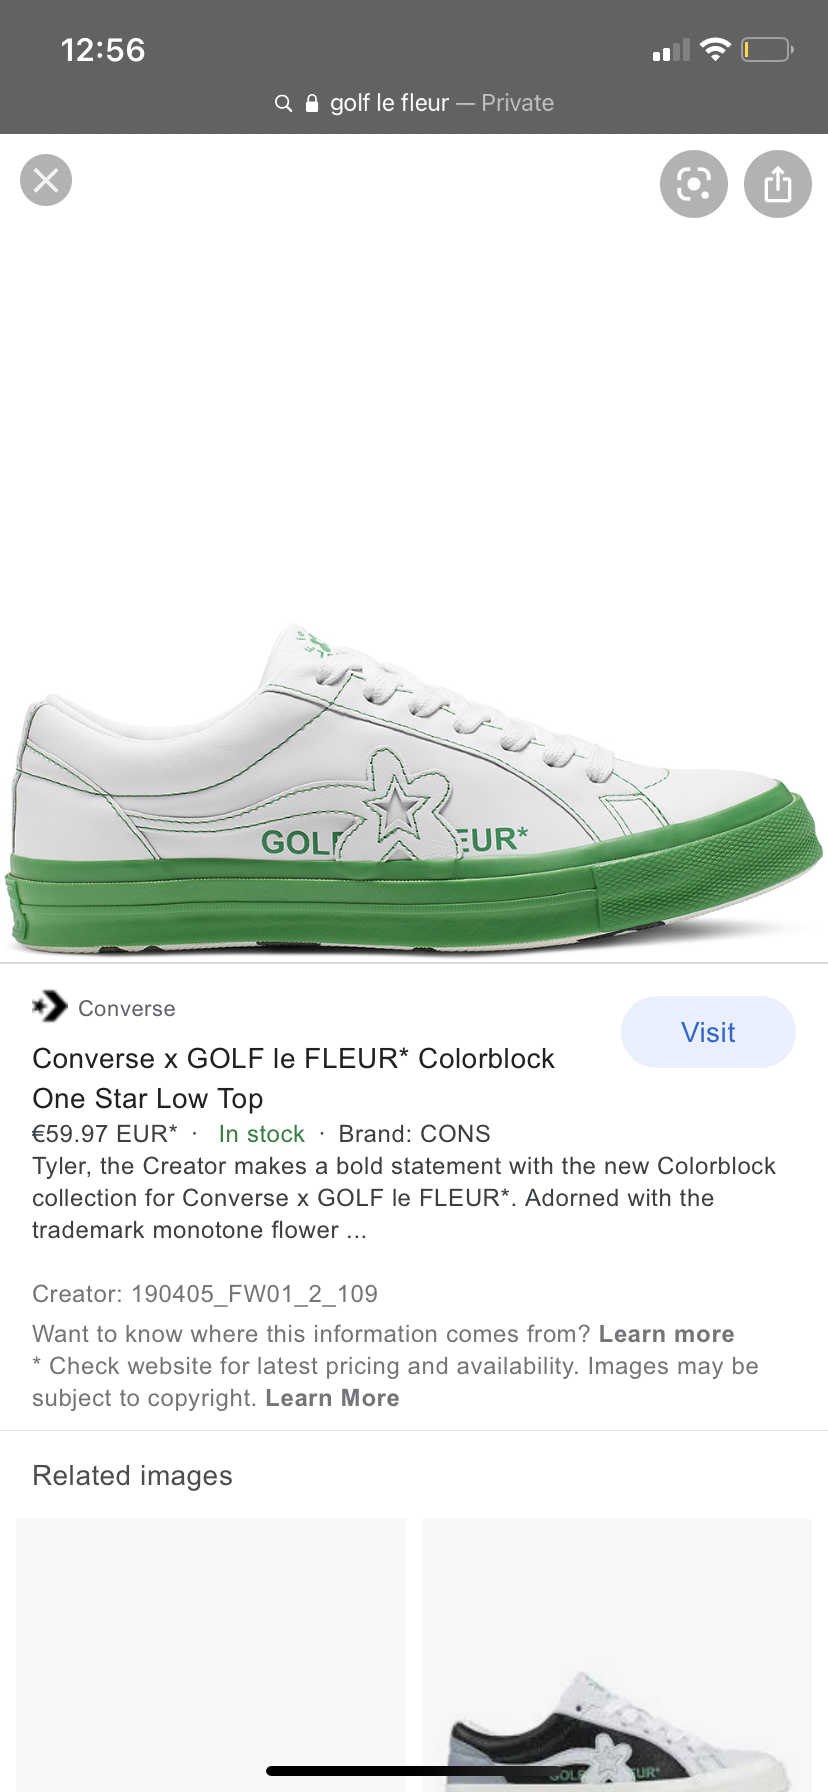 12:56
golf le fleur — Private
GOLF EUR*
Converse
Visit
Converse x GOLF le FLEUR* Colorblock
One Star Low Top
€59.97 EUR* · In stock · Brand: CONS
Tyler, the Creator makes a bold statement with the new Colorblock
collection for Converse x GOLF le FLEUR*. Adorned with the
trademark monotone flower ...
Creator: 190405_FW01_2_109
Want to know where this information comes from? Learn more
* Check website for latest pricing and availability. Images may be
subject to copyright. Learn More
Related images